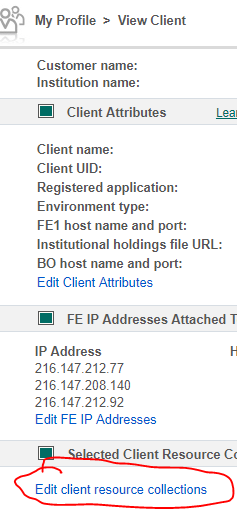 My Profile > View Client
Customer name:
Institution name:
Client Attributes Lea
Client name:
Client UID:
Registered application:
Environment type:
FE1 host name and port:
Institutional holdings file URL:
BO host name and port:
Edit Client Attributes
FE IP Addresses Attached T
IP Address H
216.147.212.77
216.147.208.140
216.147.212.92
Edit FE IP Addresses
Selected Client Resource Co
Edit client resource collections